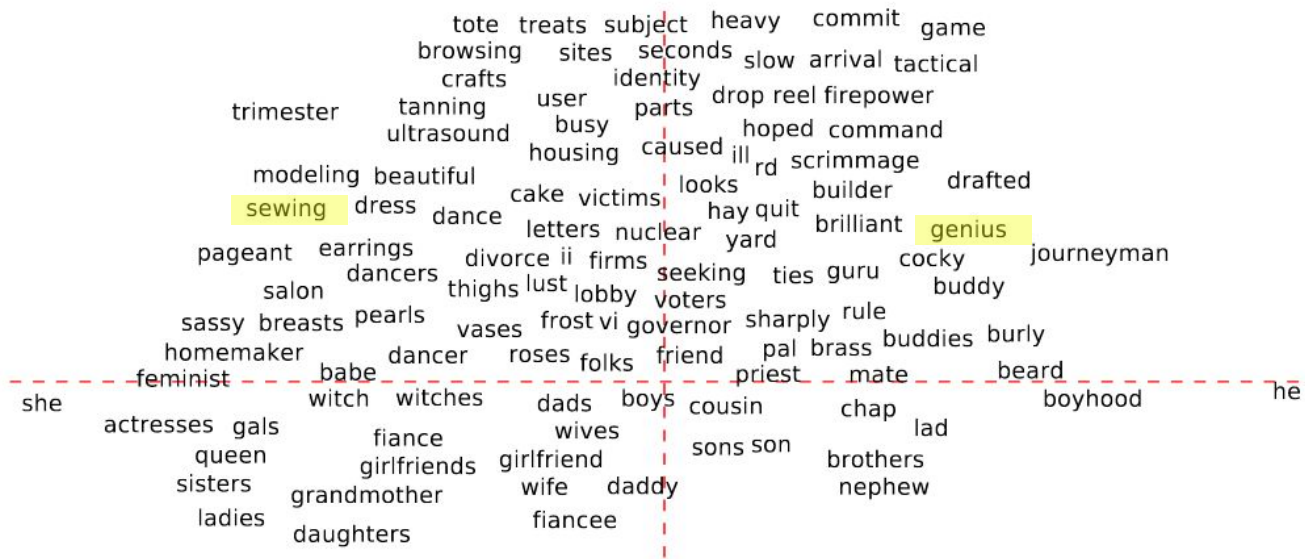 tote treats subject heavy commit game
browsing sites seconds slow arrival tactical
crafts identity
trimester tanning user parts drop reel firepower
ultrasound busy hoped command
housing caused ill rd scrimmage
modeling beautiful cake victims looks builder drafted
sewing dress dance letters nuclear hay quit brilliant genius
pageant earrings divorce ii firms yard cocky journeyman
dancers thighs lust seeking ties guru buddy
salon lobby voters
sassy breasts pearls vases frost vi governor sharply rule buddies burly
homemaker dancer roses folks friend pal brass beard
feminist babe priest mate
she witch witches dads boys cousin chap boyhood he
actresses gals fiance wives sons son lad
queen girlfriends girlfriend brothers
sisters grandmother wife daddy nephew
ladies daughters fiancee